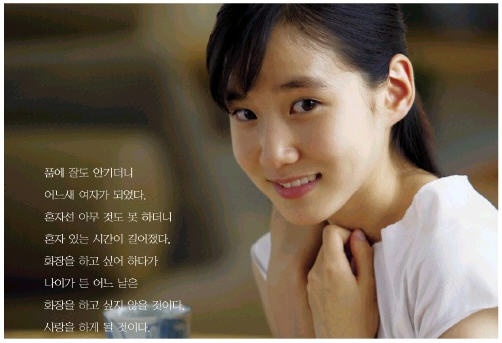 품에 잘도 안기더니
어느새 여자가 되었다.
혼자선 아무 것도 못 하더니
혼자 있는 시간이 길어졌다.
화장을 하고 싶어 하다가
나이가 든 어느 날은
화장을 하고 싶지 않을 것이다.
사랑을 하게 될 것이다.